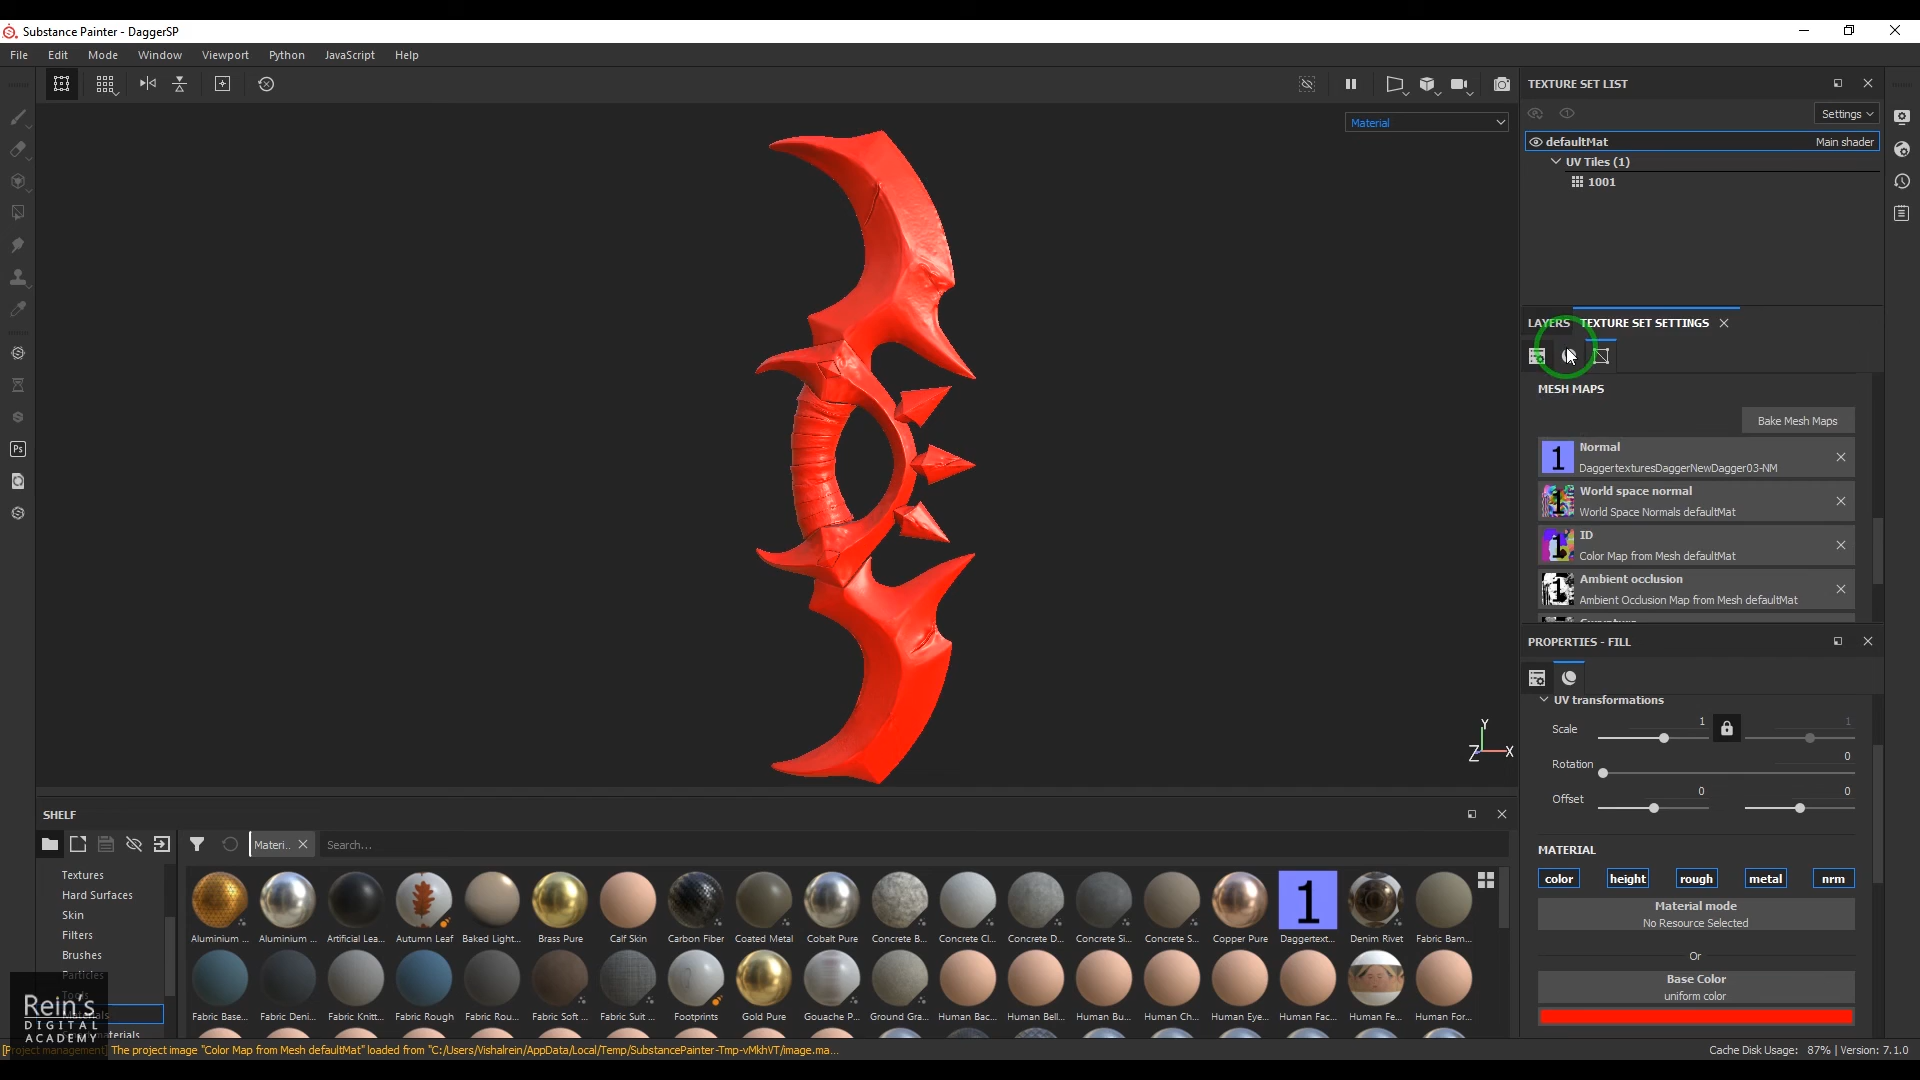 Substance Painter - DaggerSP
File Edit Mode Window Viewport Python JavaScript Help
Material
TEXTURE SET LIST
Settings
defaultMat Main shader
UV Tiles (1)
1001
LAYERS TEXTURE SET SETTINGS
MESH MAPS
Bake Mesh Maps
1 Normal
DaggertexturesDaggerNewDagger03-NM
1 World space normal
World Space Normals defaultMat
1 ID
Color Map from Mesh defaultMat
1 Ambient occlusion
Ambient Occlusion Map from Mesh defaultMat
PROPERTIES - FILL
UV transformations
Scale 1 1
Rotation 0
Offset 0 0
MATERIAL
color height rough metal nrm
Material mode
No Resource Selected
Or
Base Color
uniform color
Y
Z X
Ps
SHELF
Materi.. Search...
Textures
Hard Surfaces
Skin
Filters
Brushes
Particles
Aluminium ... Aluminium ... Artificial Lea... Autumn Leaf Baked Light... Brass Pure Calf Skin Carbon Fiber Coated Metal Cobalt Pure Concrete B... Concrete Cl... Concrete D... Concrete Si... Concrete S... Copper Pure Daggertext... Denim Rivet Fabric Bam...
1
Fabric Base... Fabric Deni... Fabric Knitt... Fabric Rough Fabric Rou... Fabric Soft ... Fabric Suit ... Footprints Gold Pure Gouache P... Ground Gra... Human Bac... Human Bell... Human Bu... Human Ch... Human Eye... Human Fac... Human Fe... Human For...
Rein's
DIGITAL
ACADEMY
[Project management] The project image "Color Map from Mesh defaultMat" loaded from "C:/Users/Vishalrein/AppData/Local/Temp/SubstancePainter-Tmp-vMkhVT/image.ma...
Cache Disk Usage: 87% | Version: 7.1.0